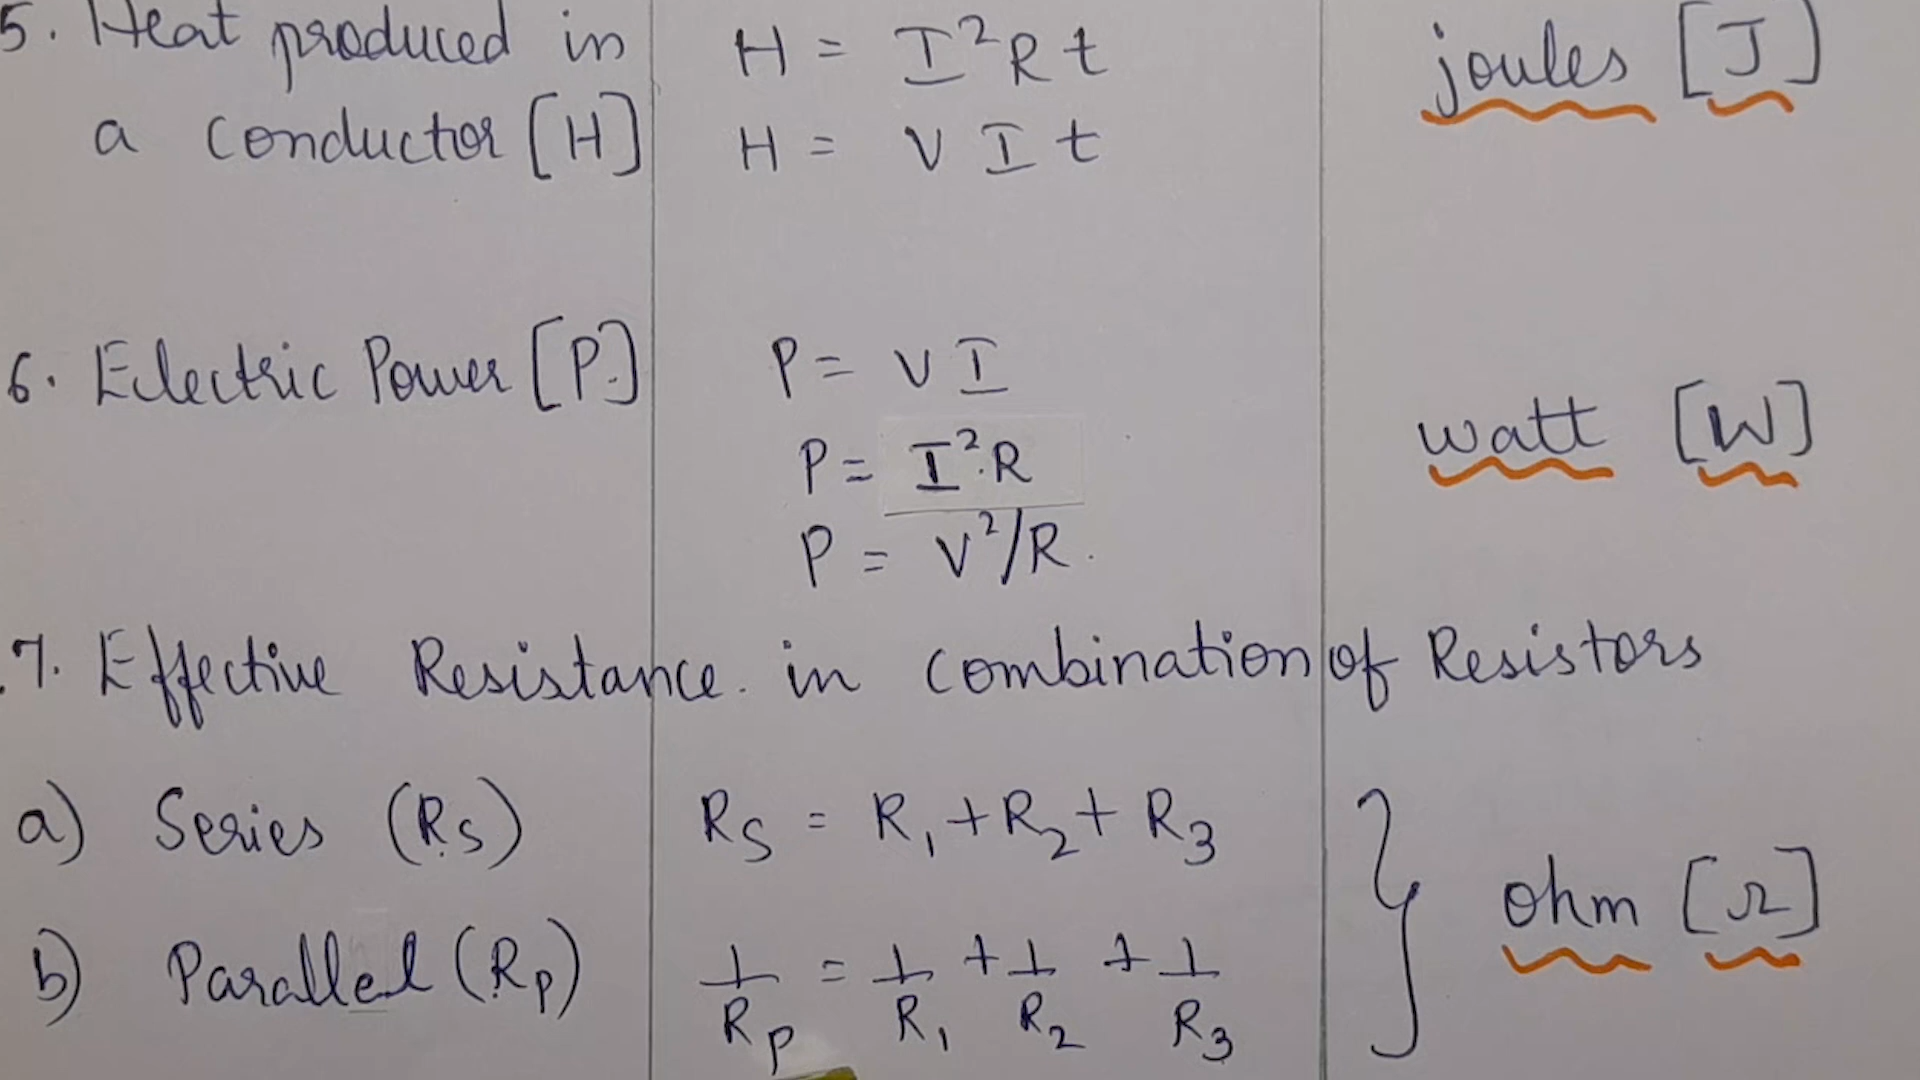 5. Heat produced in H = I²Rt joules [J]
a conductor [H] H = VIt
6. Electric Power [P] P = VI watt [W]
P = I²R
P = V²/R.
7. Effective Resistance in combination of Resistors
a) Series (Rs) Rs = R₁ + R₂ + R₃
b) Parallel (Rp) 1/Rp = 1/R₁ + 1/R₂ + 1/R₃ ohm [Ω]